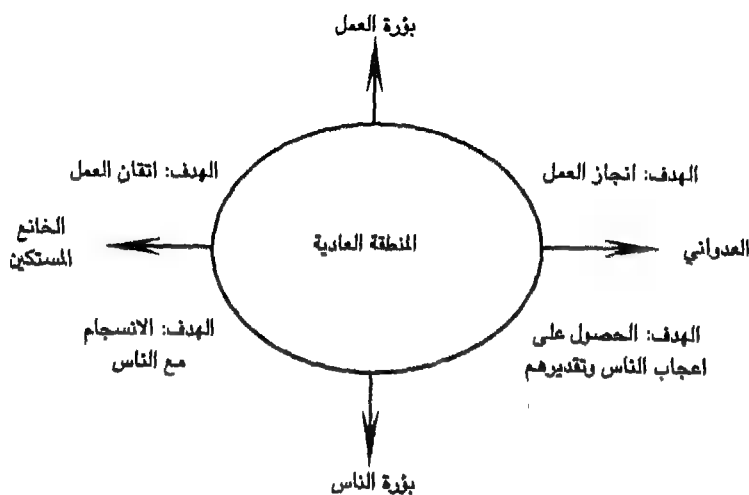 بؤرة العمل
الهدف: انجاز العمل
الهدف: اتقان العمل
العدواني
المنطقة العادية
الخانع
المستكين
الهدف: الحصول على
اعجاب الناس وتقديرهم
الهدف: الانسجام
مع الناس
بؤرة الناس